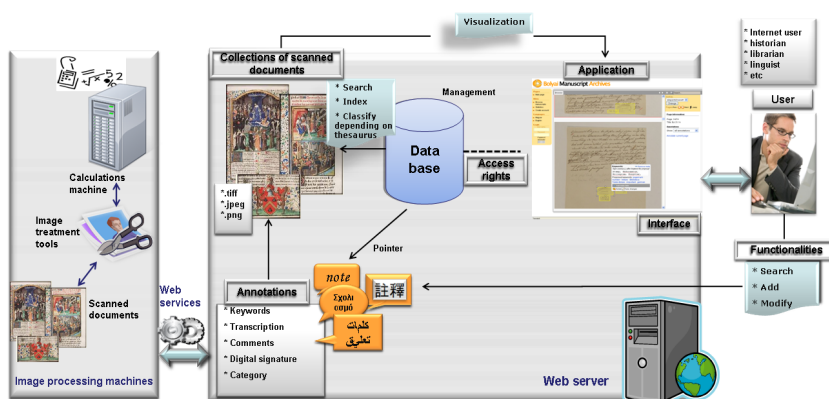 Visualization
* Internet user
* historian
* librarian
* linguist
* etc
Collections of scanned
documents
Application
* Search
* Index
* Classify
depending on
thesaurus
Management
Manuscript Archives
User
Data
base
Access
rights
Calculations
machine
*.tiff
*.jpeg
*.png
Image
treatment
tools
Pointer
Interface
Functionalities
* Search
* Add
* Modify
note
Σχολι
ασμό
註釋
كلمات
تعليق
Scanned
documents
Web
services
Annotations
* Keywords
* Transcription
* Comments
* Digital signature
* Category
Image processing machines
Web server